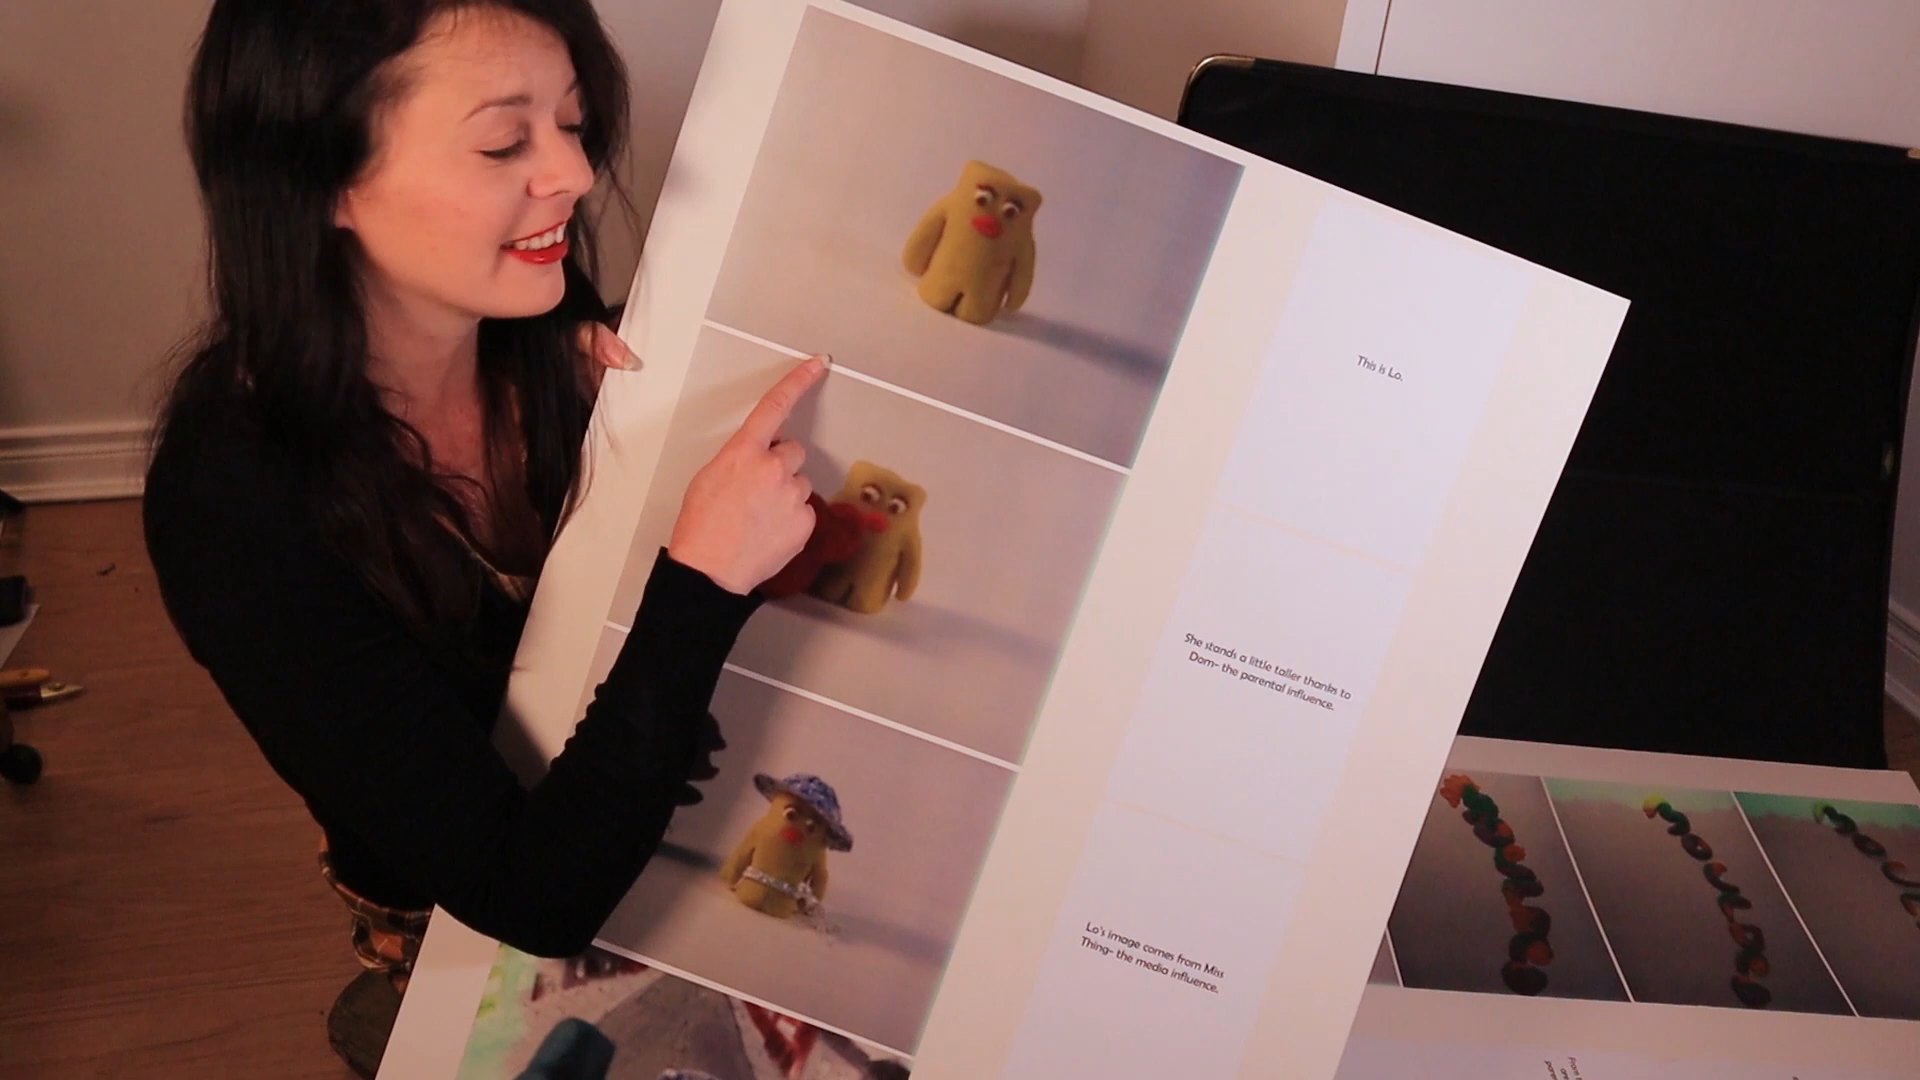 This is Lo.
She stands a little taller thanks to
Dom- the parental influence.
Lo's image comes from Miss
Thing- the media influence.